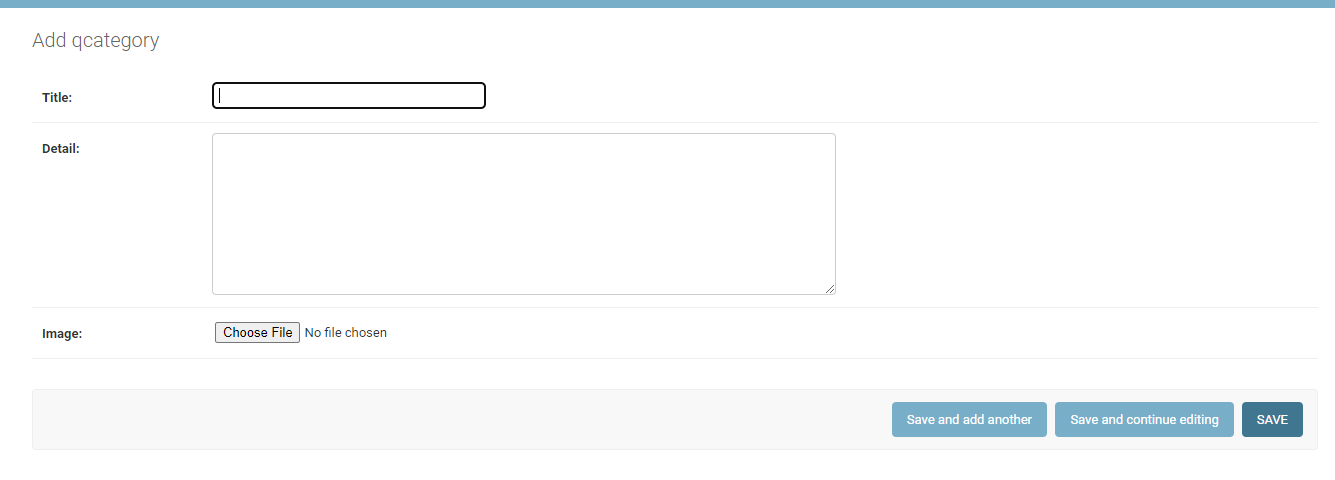 Add qcategory
Title:
Detail:
Image: Choose File No file chosen
Save and add another Save and continue editing SAVE